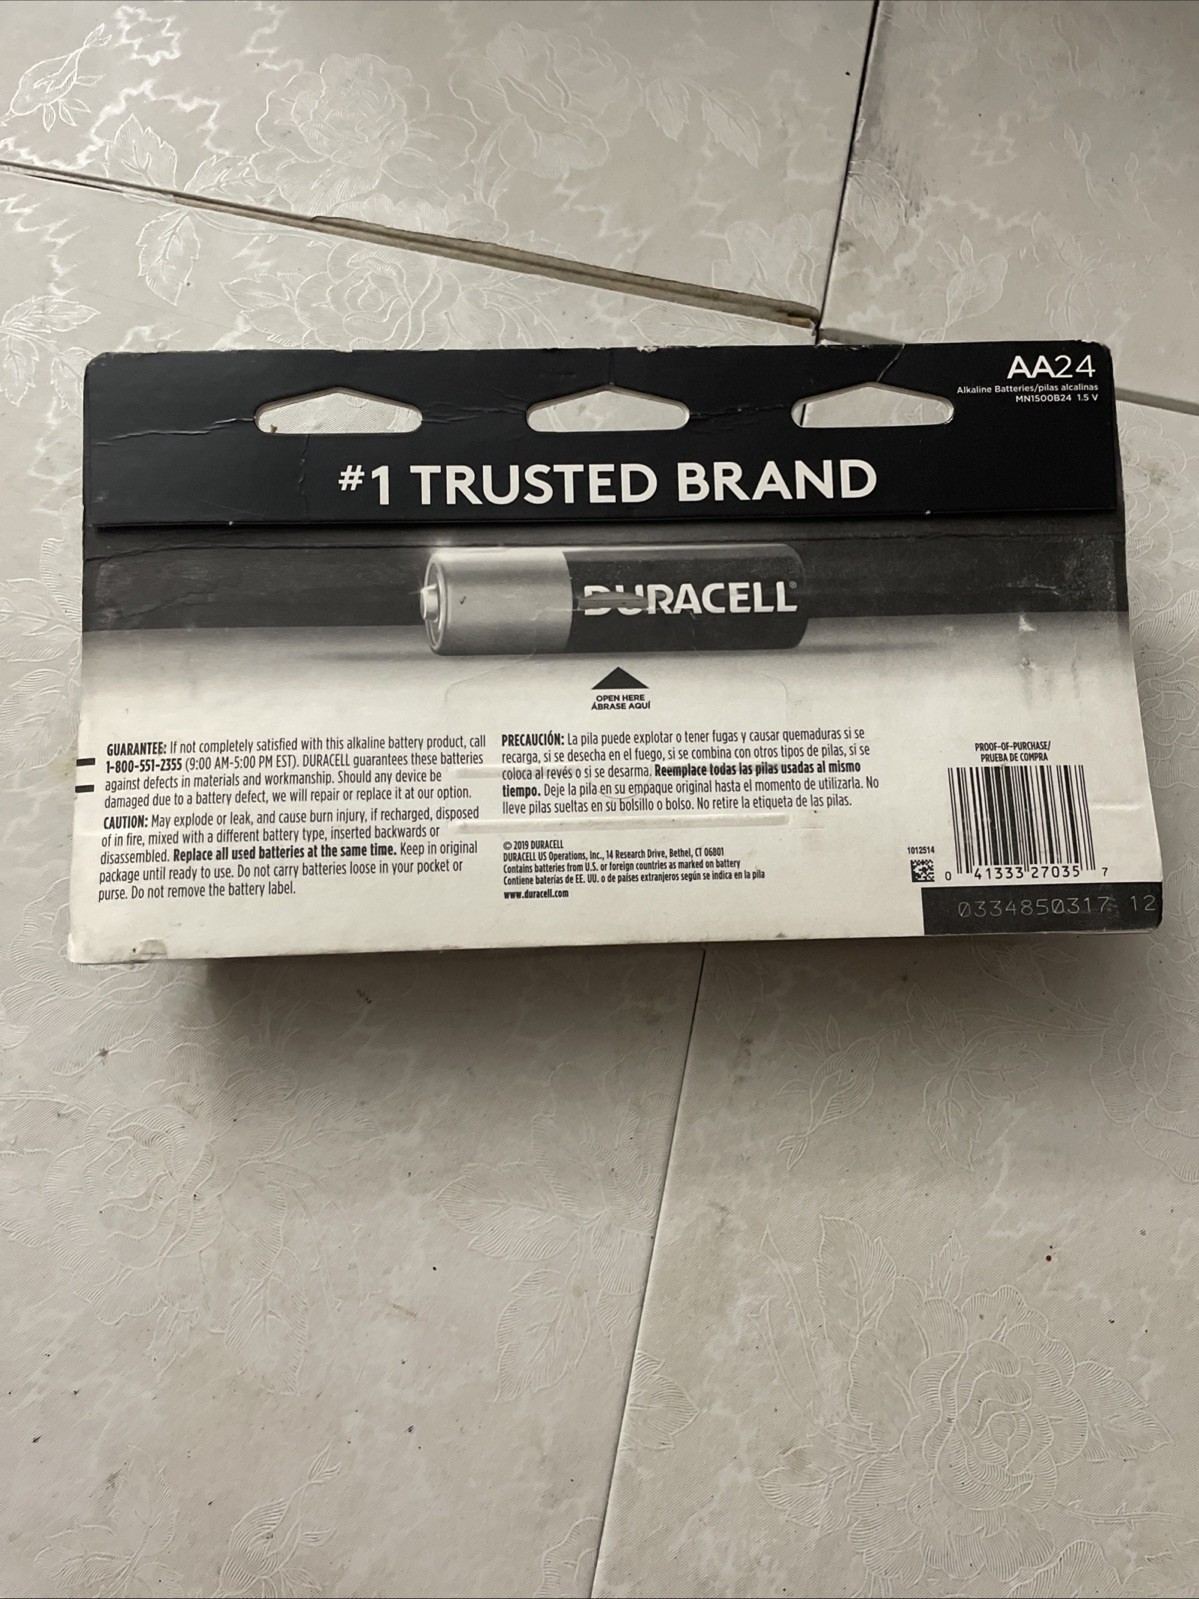 AA24
Alkaline Batteries/pilas alcalinas
MN1500B24 1.5 V
#1 TRUSTED BRAND
DURACELL®
OPEN HERE
ÁBRASE AQUÍ
GUARANTEE: If not completely satisfied with this alkaline battery product, call
1-800-551-2355 (9:00 AM-5:00 PM EST). DURACELL guarantees these batteries
against defects in materials and workmanship. Should any device be
damaged due to a battery defect, we will repair or replace it at our option.
CAUTION: May explode or leak, and cause burn injury, if recharged, disposed
of in fire, mixed with a different battery type, inserted backwards or
disassembled. Replace all used batteries at the same time. Keep in original
package until ready to use. Do not carry batteries loose in your pocket or
purse. Do not remove the battery label.
PRECAUCIÓN: La pila puede explotar o tener fugas y causar quemaduras si se
recarga, si se desecha en el fuego, si se combina con otros tipos de pilas, si se
coloca al revés o si se desarma. Reemplace todas las pilas usadas al mismo
tiempo. Deje la pila en su empaque original hasta el momento de utilizarla. No
lleve pilas sueltas en su bolsillo o bolso. No retire la etiqueta de las pilas.
© 2019 DURACELL
DURACELL US Operations, Inc., 14 Research Drive, Bethel, CT 06801
Contains batteries from U.S. or foreign countries as marked on battery
Contiene baterías de EE. UU. o de países extranjeros según se indica en la pila
www.duracell.com
PROOF-OF-PURCHASE/
PRUEBA DE COMPRA
1012514
0 41333 27035 7
0334850317 12